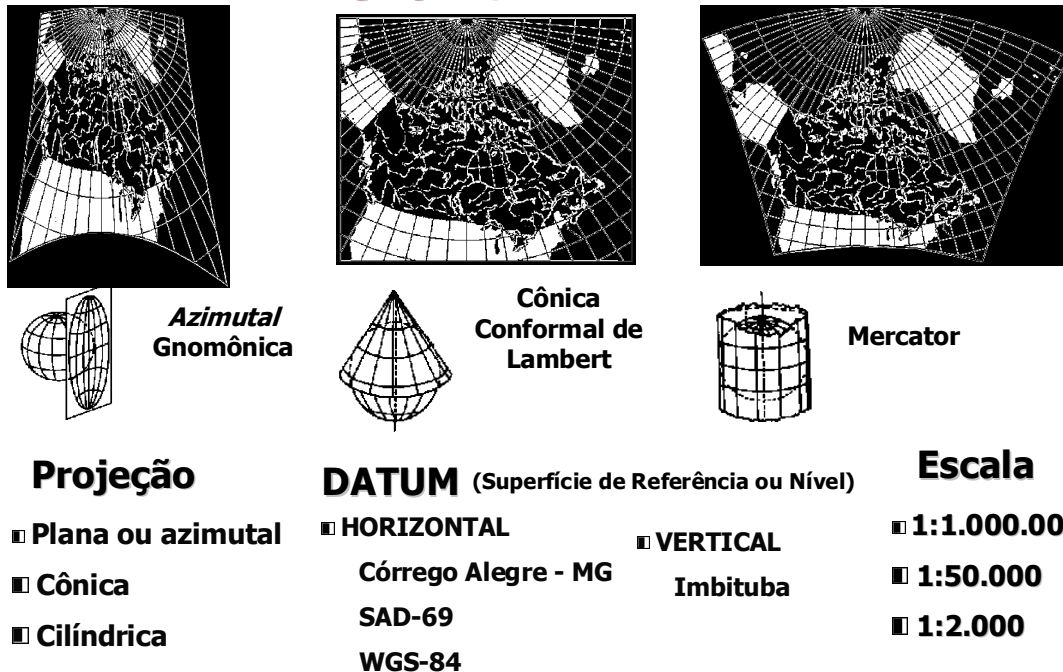 Azimutal
Gnomônica
Cônica
Conformal de
Lambert
Mercator
Projeção
Plana ou azimutal
Cônica
Cilíndrica
DATUM (Superfície de Referência ou Nível)
HORIZONTAL
Córrego Alegre - MG
SAD-69
WGS-84
VERTICAL
Imbituba
Escala
1:1.000.00
1:50.000
1:2.000